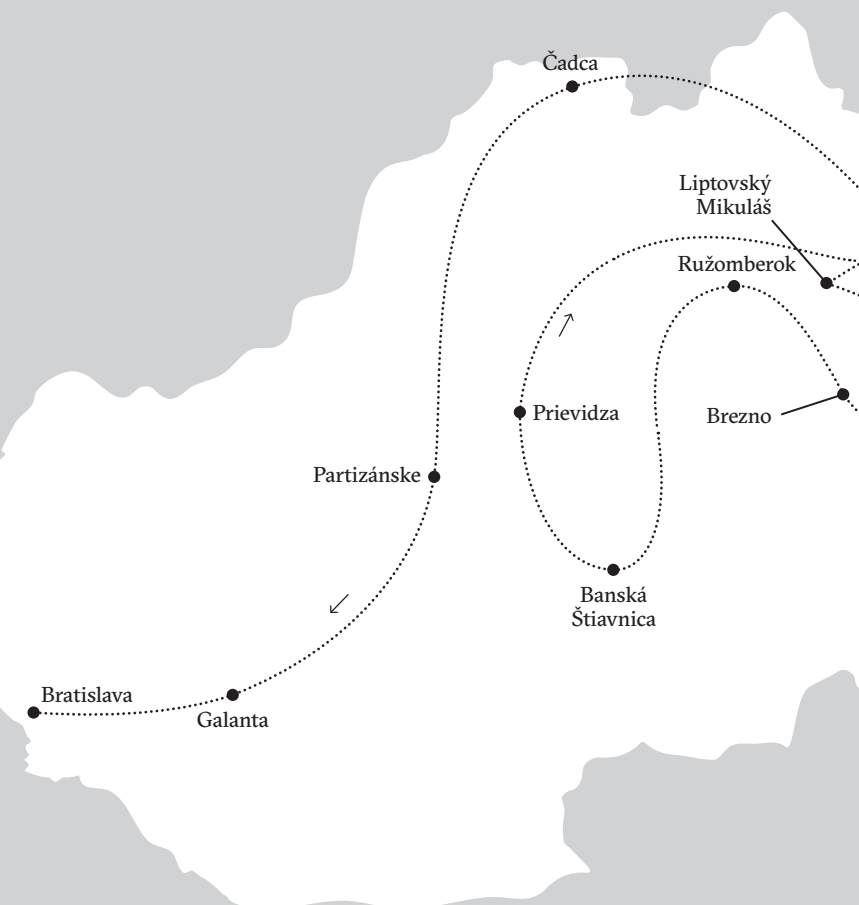 Čadca
Liptovský
Mikuláš
Ružomberok
Prievidza
Brezno
Partizánske
Banská
Štiavnica
Bratislava
Galanta